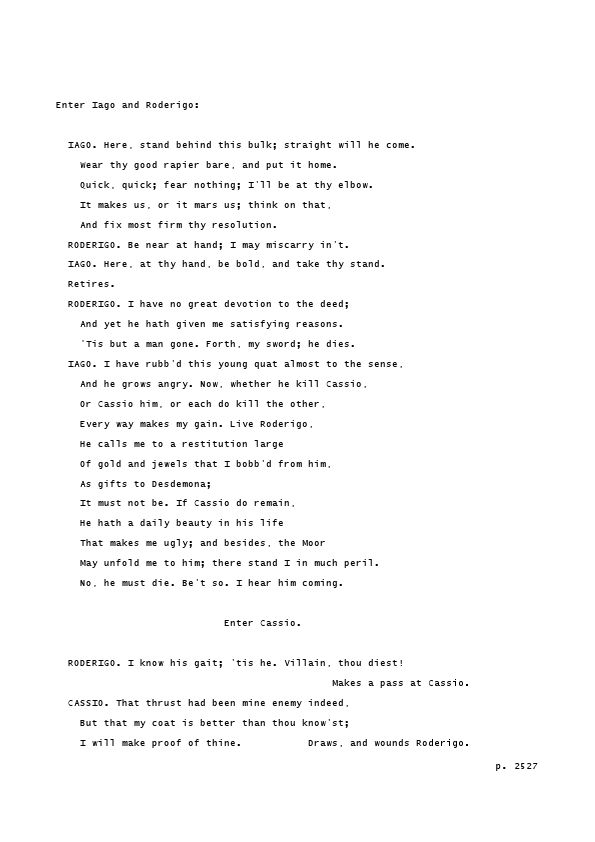 Enter Iago and Roderigo:
IAGO. Here, stand behind this bulk; straight will he come.
Wear thy good rapier bare, and put it home.
Quick, quick; fear nothing; I'll be at thy elbow.
It makes us, or it mars us; think on that,
And fix most firm thy resolution.
RODERIGO. Be near at hand; I may miscarry in't.
IAGO. Here, at thy hand, be bold, and take thy stand.
Retires.
RODERIGO. I have no great devotion to the deed;
And yet he hath given me satisfying reasons.
'Tis but a man gone. Forth, my sword; he dies.
IAGO. I have rubb'd this young quat almost to the sense,
And he grows angry. Now, whether he kill Cassio,
Or Cassio him, or each do kill the other,
Every way makes my gain. Live Roderigo,
He calls me to a restitution large
Of gold and jewels that I bobb'd from him,
As gifts to Desdemona;
It must not be. If Cassio do remain,
He hath a daily beauty in his life
That makes me ugly; and besides, the Moor
May unfold me to him; there stand I in much peril.
No, he must die. Be't so. I hear him coming.
Enter Cassio.
RODERIGO. I know his gait; 'tis he. Villain, thou diest!
Makes a pass at Cassio.
CASSIO. That thrust had been mine enemy indeed,
But that my coat is better than thou know'st;
I will make proof of thine. Draws, and wounds Roderigo.
p. 2527